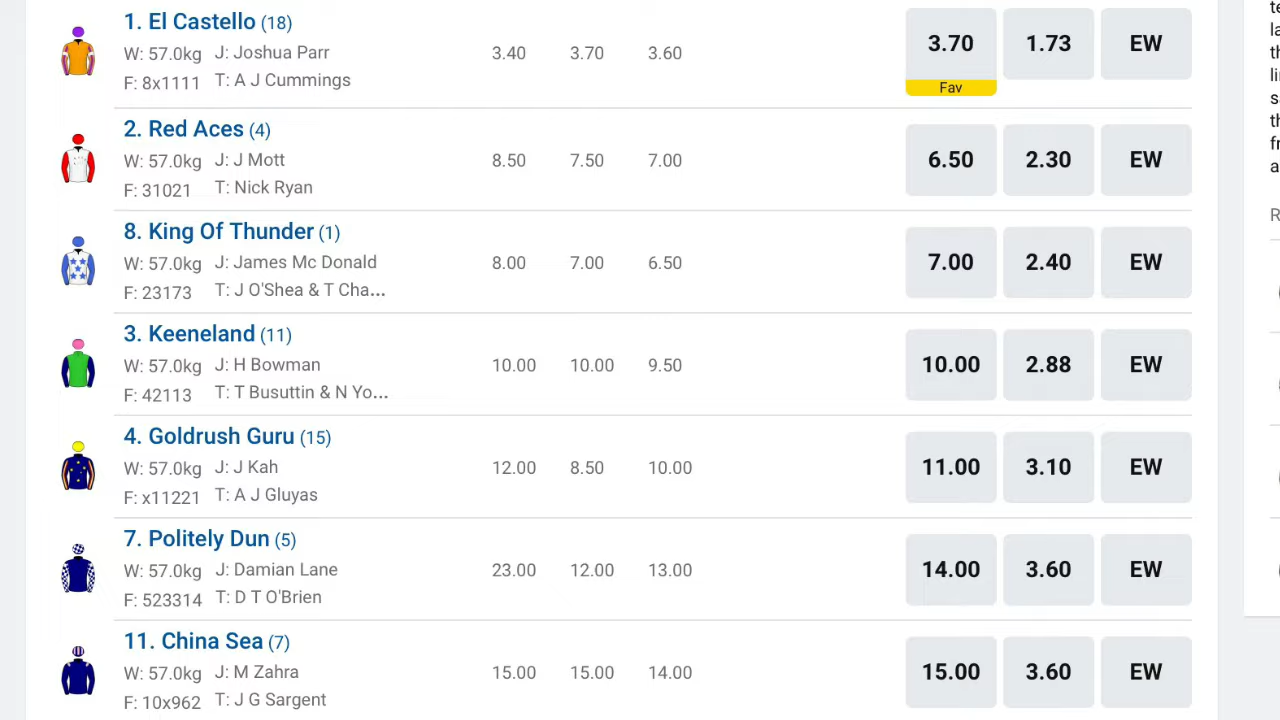 1. El Castello (18)
W: 57.0kg J: Joshua Parr 3.40 3.70 3.60 3.70 1.73 EW
F: 8x1111 T: A J Cummings Fav
2. Red Aces (4)
W: 57.0kg J: J Mott 8.50 7.50 7.00 6.50 2.30 EW
F: 31021 T: Nick Ryan
8. King Of Thunder (1)
W: 57.0kg J: James Mc Donald 8.00 7.00 6.50 7.00 2.40 EW
F: 23173 T: J O'Shea & T Cha...
3. Keeneland (11)
W: 57.0kg J: H Bowman 10.00 10.00 9.50 10.00 2.88 EW
F: 42113 T: T Busuttin & N Yo...
4. Goldrush Guru (15)
W: 57.0kg J: J Kah 12.00 8.50 10.00 11.00 3.10 EW
F: x11221 T: A J Gluyas
7. Politely Dun (5)
W: 57.0kg J: Damian Lane 23.00 12.00 13.00 14.00 3.60 EW
F: 523314 T: D T O'Brien
11. China Sea (7)
W: 57.0kg J: M Zahra 15.00 15.00 14.00 15.00 3.60 EW
F: 10x962 T: J G Sargent